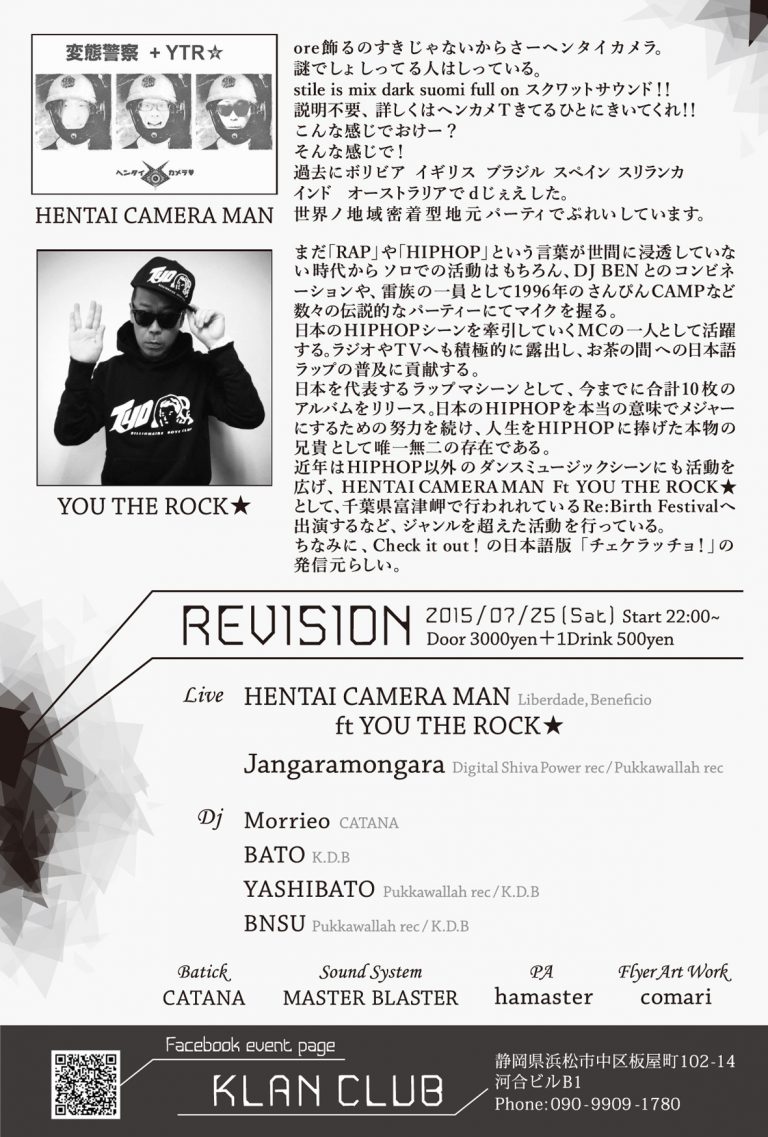 変態警察 + YTR☆
ヘンタイ カメラ
HENTAI CAMERA MAN
ore飾るのすきじゃないからさーヘンタイカメラ。
謎でしょしってる人はしっている。
stile is mix dark suomi full on スクワットサウンド!!
説明不要、詳しくはヘンカメTきてるひとにきいてくれ!!
こんな感じでおけー?
そんな感じで!
過去にボリビア イギリス ブラジル スペイン スリランカ
インド オーストラリアでdじぇえした。
世界ノ地域密着型地元パーティでぷれいしています。
TYO
TYO
BILLIONAIRE BOYS CLUB
YOU THE ROCK★
まだ「RAP」や「HIPHOP」という言葉が世間に浸透していな
い時代からソロでの活動はもちろん、DJ BENとのコンビネ
ーションや、雷族の一員として1996年のさんぴんCAMPなど
数々の伝説的なパーティーにてマイクを握る。
日本のHIPHOPシーンを牽引していくMCの一人として活躍
する。ラジオやTVへも積極的に露出し、お茶の間への日本語
ラップの普及に貢献する。
日本を代表するラップマシーンとして、今までに合計10枚の
アルバムをリリース。日本のHIPHOPを本当の意味でメジャー
にするための努力を続け、人生をHIPHOPに捧げた本物の
兄貴として唯一無二の存在である。
近年はHIPHOP以外のダンスミュージックシーンにも活動を
広げ、HENTAI CAMERA MAN Ft YOU THE ROCK★
として、千葉県富津岬で行われれているRe:Birth Festivalへ
出演するなど、ジャンルを超えた活動を行っている。
ちなみに、Check it out! の日本語版「チェケラッチョ!」の
発信元らしい。
REVISION
2015/07/25(Sat) Start 22:00~
Door 3000yen+1Drink 500yen
Live HENTAI CAMERA MAN Liberdade, Beneficio
ft YOU THE ROCK★
Jangaramongara Digital Shiva Power rec / Pukkawallah rec
Dj Morrieo CATANA
BATO K.D.B
YASHIBATO Pukkawallah rec / K.D.B
BNSU Pukkawallah rec / K.D.B
Batick Sound System PA Flyer Art Work
CATANA MASTER BLASTER hamaster comari
Facebook event page
KLAN CLUB
静岡県浜松市中区板屋町102-14
河合ビルB1
Phone: 090-9909-1780